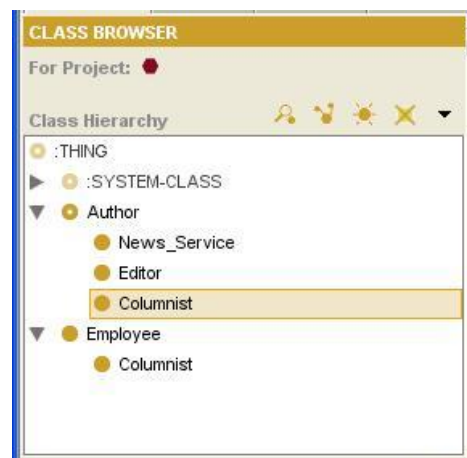 CLASS BROWSER
For Project:
Class Hierarchy
:THING
:SYSTEM-CLASS
Author
News_Service
Editor
Columnist
Employee
Columnist